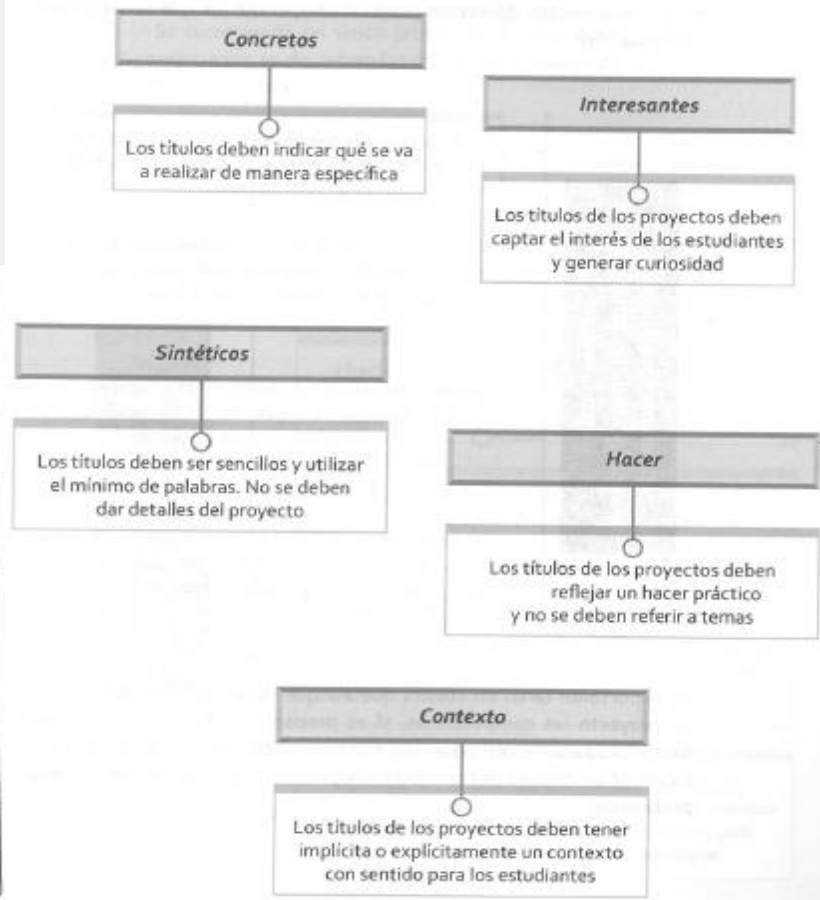 Concretos
Los títulos deben indicar qué se va
a realizar de manera específica
Interesantes
Los títulos de los proyectos deben
captar el interés de los estudiantes
y generar curiosidad
Sintéticos
Los títulos deben ser sencillos y utilizar
el mínimo de palabras. No se deben
dar detalles del proyecto
Hacer
Los títulos de los proyectos deben
reflejar un hacer práctico
y no se deben referir a temas
Contexto
Los títulos de los proyectos deben tener
implícita o explícitamente un contexto
con sentido para los estudiantes